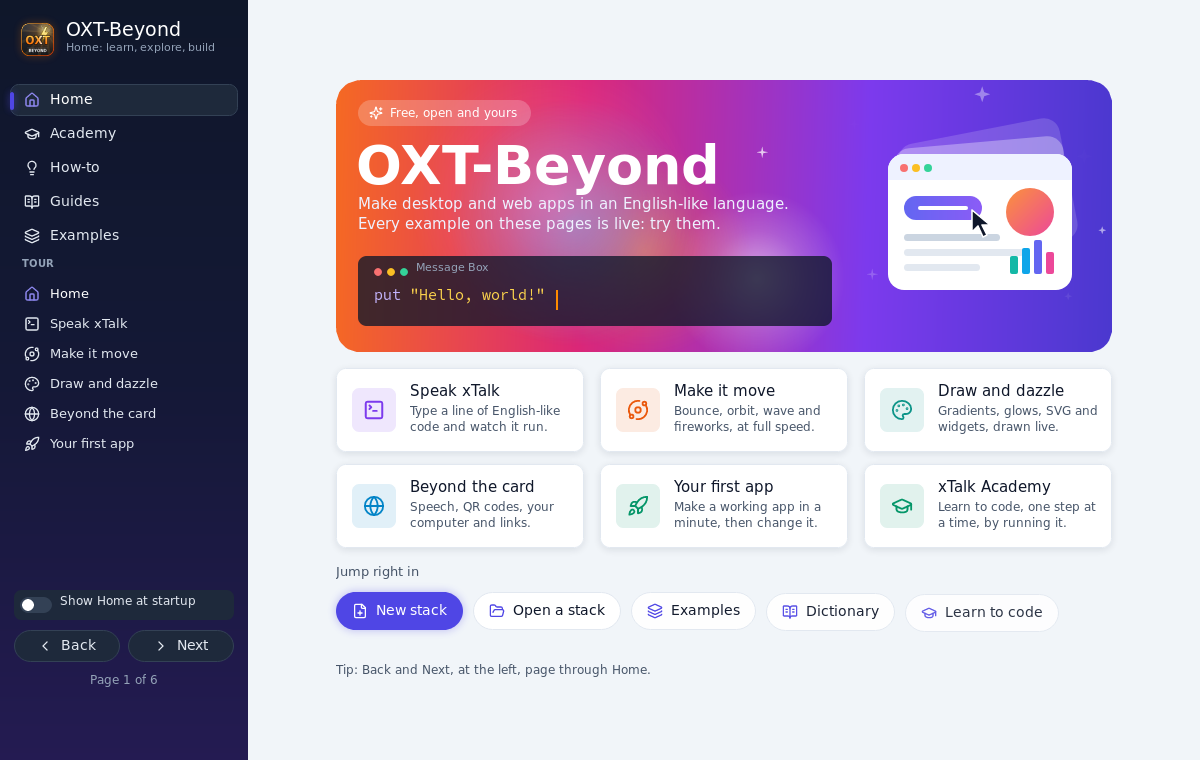 OXT
BEYOND
OXT-Beyond
Home: learn, explore, build
Home
Academy
How-to
Guides
Examples
TOUR
Home
Speak xTalk
Make it move
Draw and dazzle
Beyond the card
Your first app
Show Home at startup
Back
Next
Page 1 of 6
Free, open and yours
OXT-Beyond
Make desktop and web apps in an English-like language.
Every example on these pages is live: try them.
Message Box
put "Hello, world!"
Speak xTalk
Type a line of English-like
code and watch it run.
Make it move
Bounce, orbit, wave and
fireworks, at full speed.
Draw and dazzle
Gradients, glows, SVG and
widgets, drawn live.
Beyond the card
Speech, QR codes, your
computer and links.
Your first app
Make a working app in a
minute, then change it.
xTalk Academy
Learn to code, one step at
a time, by running it.
Jump right in
New stack
Open a stack
Examples
Dictionary
Learn to code
Tip: Back and Next, at the left, page through Home.